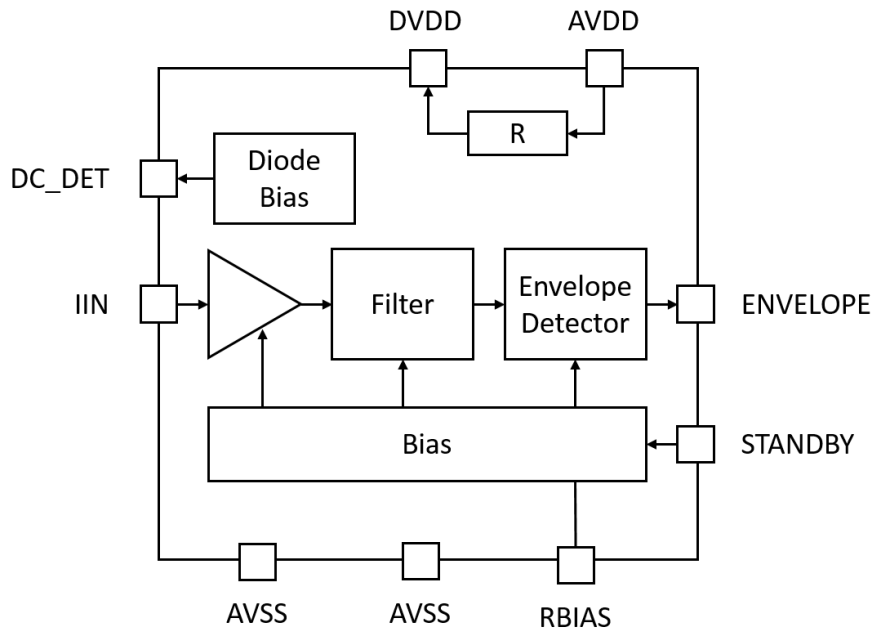 DVDD
AVDD
R
Diode
Bias
DC_DET
IIN
Filter
Envelope
Detector
ENVELOPE
Bias
STANDBY
AVSS
AVSS
RBIAS